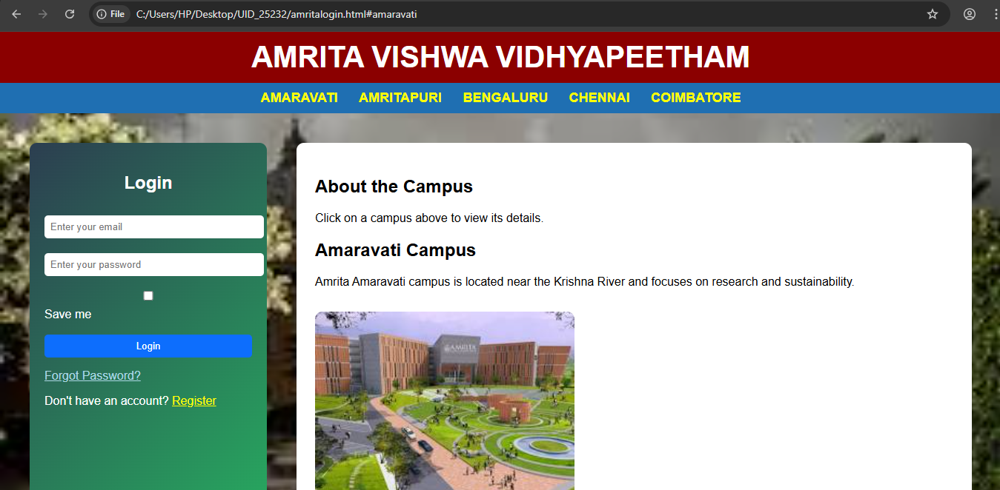 File C:/Users/HP/Desktop/UID_25232/amritalogin.html#amaravati
AMRITA VISHWA VIDHYAPEETHAM
AMARAVATI AMRITAPURI BENGALURU CHENNAI COIMBATORE
Login
Enter your email
Enter your password
Save me
Login
Forgot Password?
Don't have an account? Register
About the Campus
Click on a campus above to view its details.
Amaravati Campus
Amrita Amaravati campus is located near the Krishna River and focuses on research and sustainability.
AMRITA